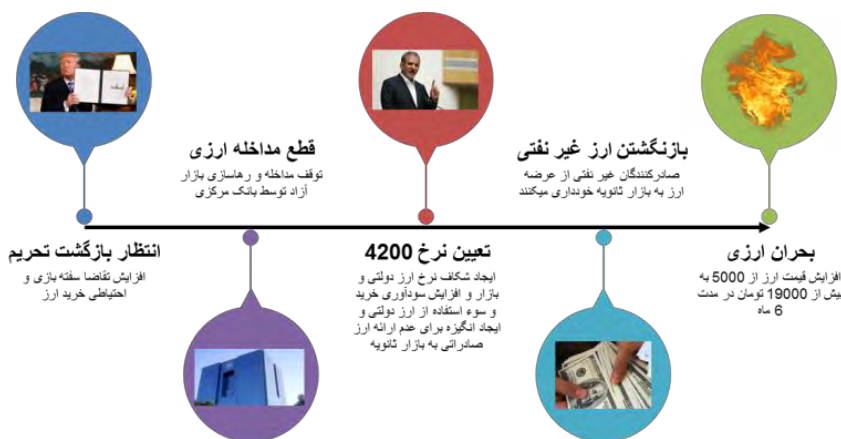 انتظار بازگشت تحریم
افزایش تقاضا سفته بازی و
احتیاطی خرید ارز
قطع مداخله ارزی
توقف مداخله و رهاسازی بازار
آزاد توسط بانک مرکزی
تعیین نرخ 4200
ایجاد شکاف نرخ ارز دولتی و
بازار و افزایش سودآوری خرید
و سوء استفاده از ارز دولتی و
ایجاد انگیزه برای عدم ارائه ارز
صادراتی به بازار ثانویه
بازنگشتن ارز غیر نفتی
صادرکنندگان غیر نفتی از عرضه
ارز به بازار ثانویه خودداری میکنند
بحران ارزی
افزایش قیمت ارز از 5000 به
بیش از 19000 تومان در مدت
6 ماه